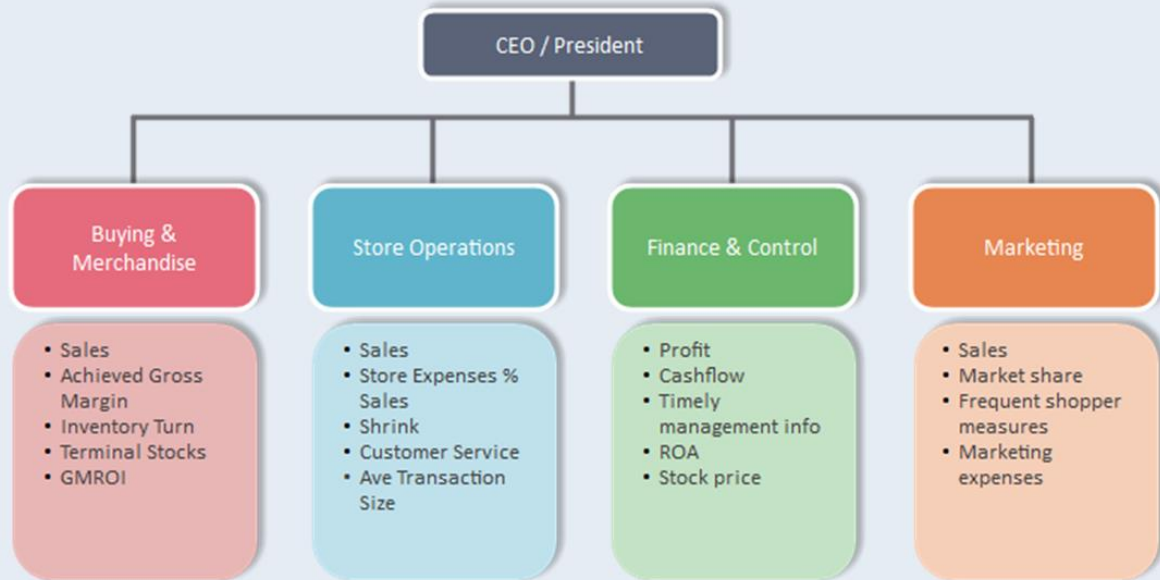 CEO / President
Buying &
Merchandise
Store Operations
Finance & Control
Marketing
• Sales
• Achieved Gross
Margin
• Inventory Turn
• Terminal Stocks
• GMROI
• Sales
• Store Expenses %
Sales
• Shrink
• Customer Service
• Ave Transaction
Size
• Profit
• Cashflow
• Timely
management info
• ROA
• Stock price
• Sales
• Market share
• Frequent shopper
measures
• Marketing
expenses